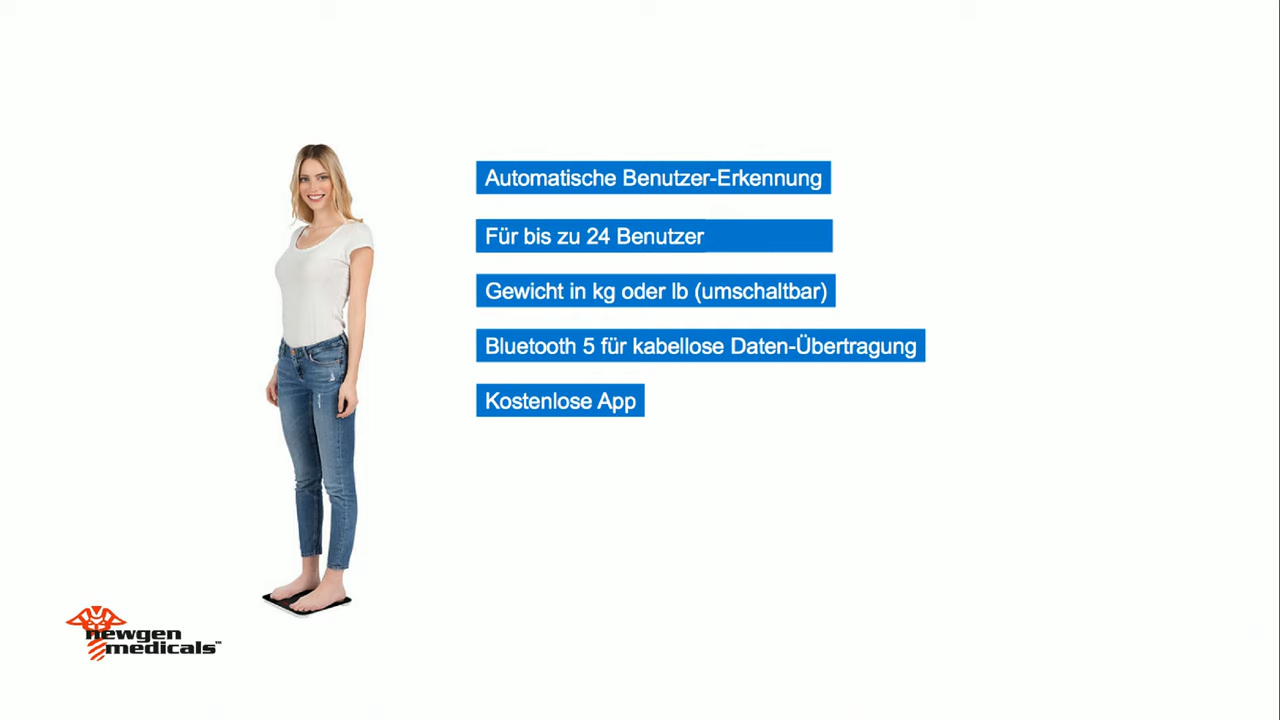 Automatische Benutzer-Erkennung
Für bis zu 24 Benutzer
Gewicht in kg oder lb (umschaltbar)
Bluetooth 5 für kabellose Daten-Übertragung
Kostenlose App
newgen
medicals™